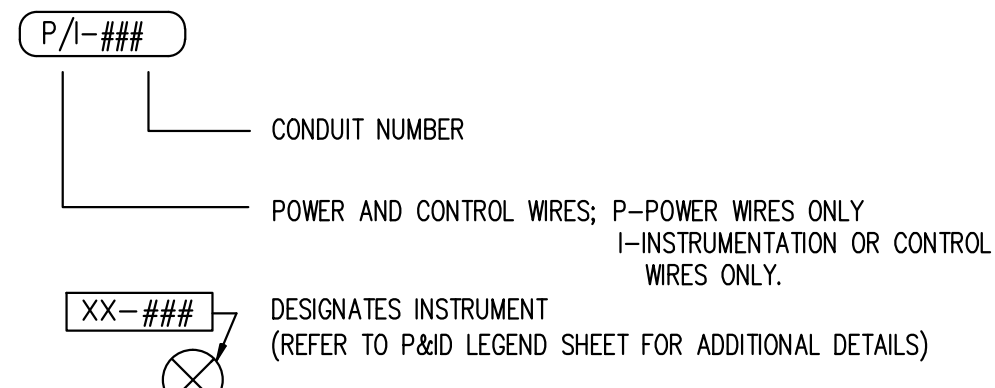 P/I-###
CONDUIT NUMBER
POWER AND CONTROL WIRES; P-POWER WIRES ONLY
I-INSTRUMENTATION OR CONTROL
WIRES ONLY.
XX-###
DESIGNATES INSTRUMENT
(REFER TO P&ID LEGEND SHEET FOR ADDITIONAL DETAILS)